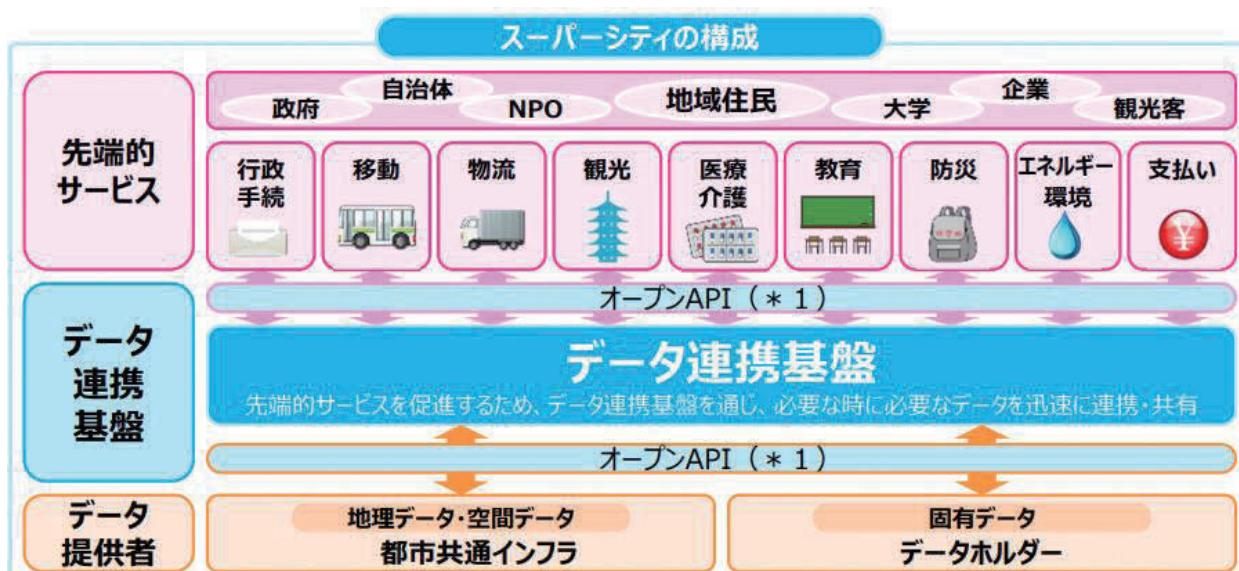 スーパーシティの構成
先端的
サービス
政府
自治体
NPO
地域住民
大学
企業
観光客
行政
手続
移動
物流
観光
医療
介護
教育
防災
エネルギー
環境
支払い
¥
データ
連携
基盤
オープンAPI（＊１）
データ連携基盤
先端的サービスを促進するため、データ連携基盤を通じ、必要な時に必要なデータを迅速に連携・共有
オープンAPI（＊１）
データ
提供者
地理データ・空間データ
都市共通インフラ
固有データ
データホルダー